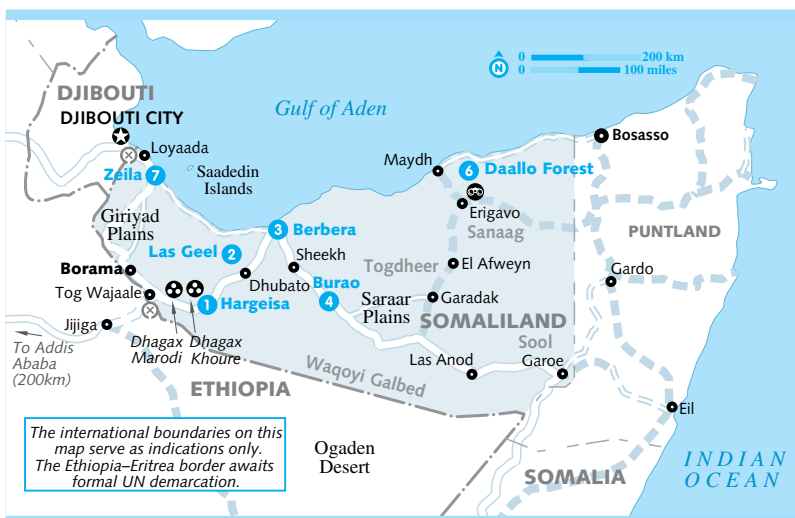 0 200 km
N
0 100 miles
DJIBOUTI
DJIBOUTI CITY
Gulf of Aden
Loyaada
Zeila
7
Saadedin
Islands
Maydh
6
Daallo Forest
Bosasso
Erigavo
Sanaag
Giriyad
Plains
3
Berbera
PUNTLAND
Las Geel
2
Sheekh
Togdheer
El Afweyn
Borama
Dhubato
Burao
4
Gardo
Tog Wajaale
1
Hargeisa
Saraar
Plains
Garadak
Jijiga
SOMALILAND
To Addis
Ababa
(200km)
Dhagax
Marodi
Dhagax
Khoure
Sool
Las Anod
Garoe
Waqoyi Galbed
ETHIOPIA
Eil
The international boundaries on this
map serve as indications only.
The Ethiopia–Eritrea border awaits
formal UN demarcation.
Ogaden
Desert
SOMALIA
INDIAN
OCEAN